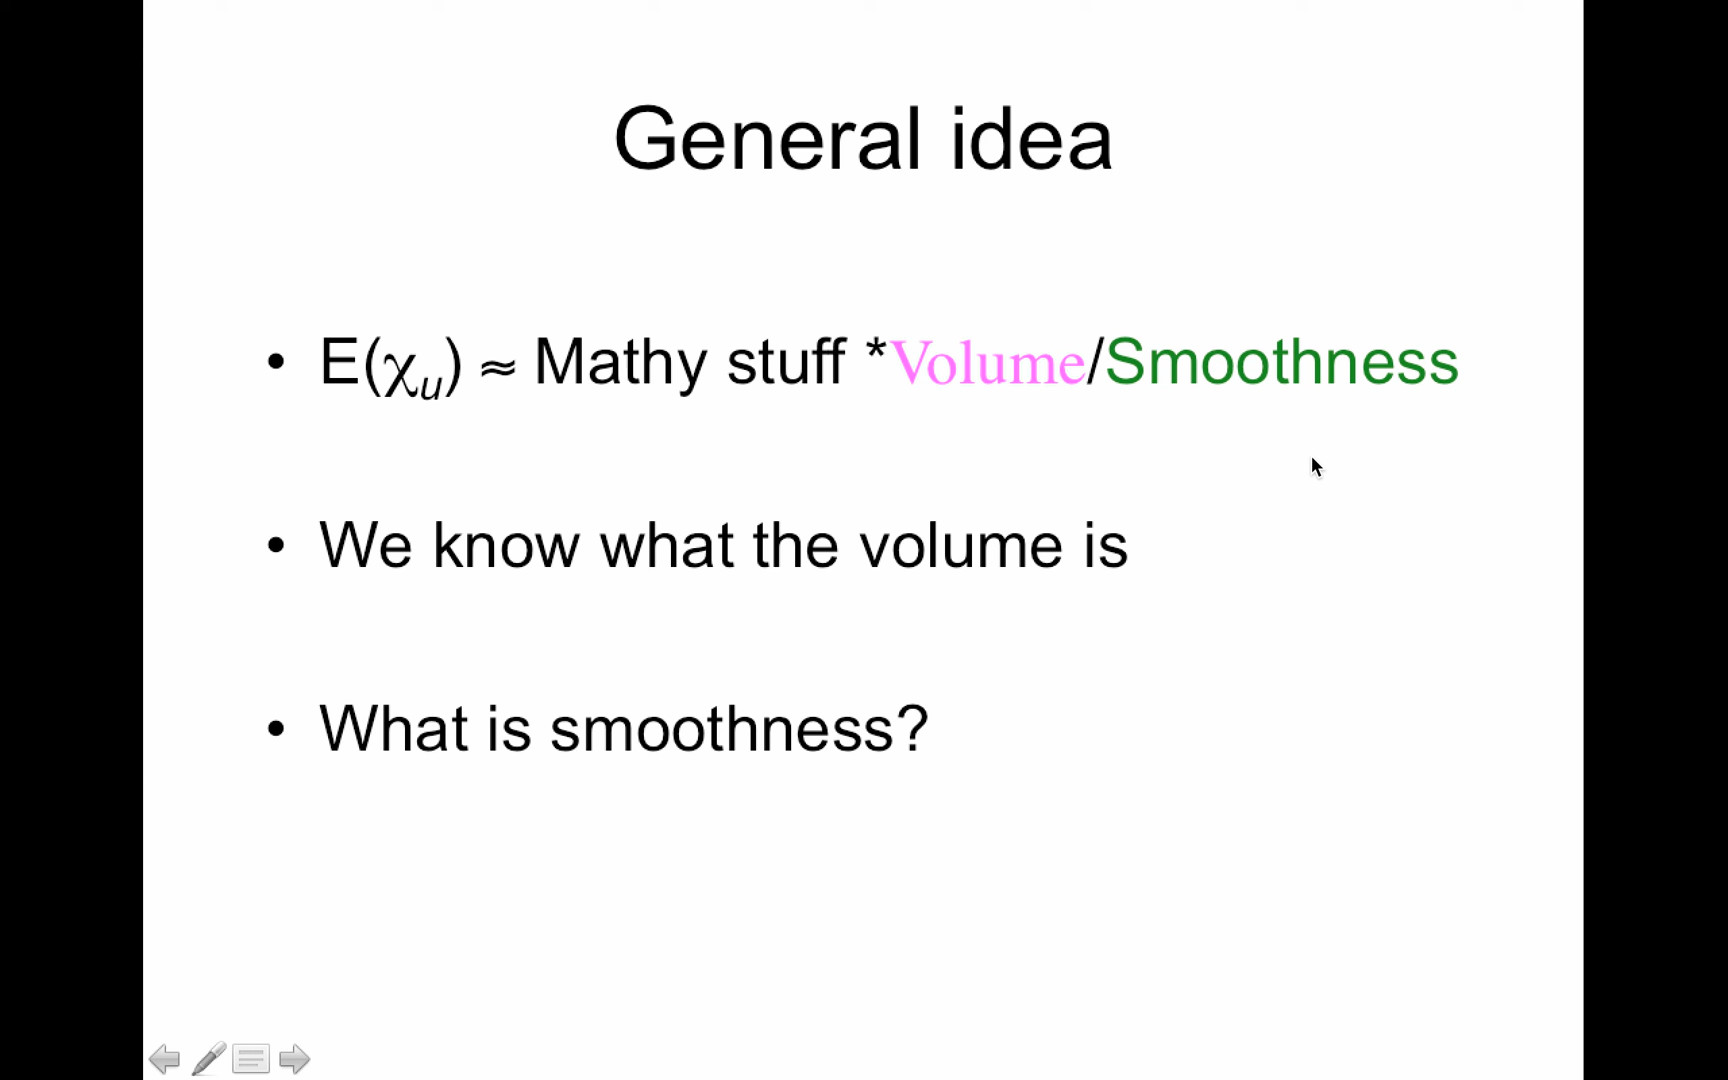 General idea
• E(χu) ≈ Mathy stuff *Volume/Smoothness
• We know what the volume is
• What is smoothness?